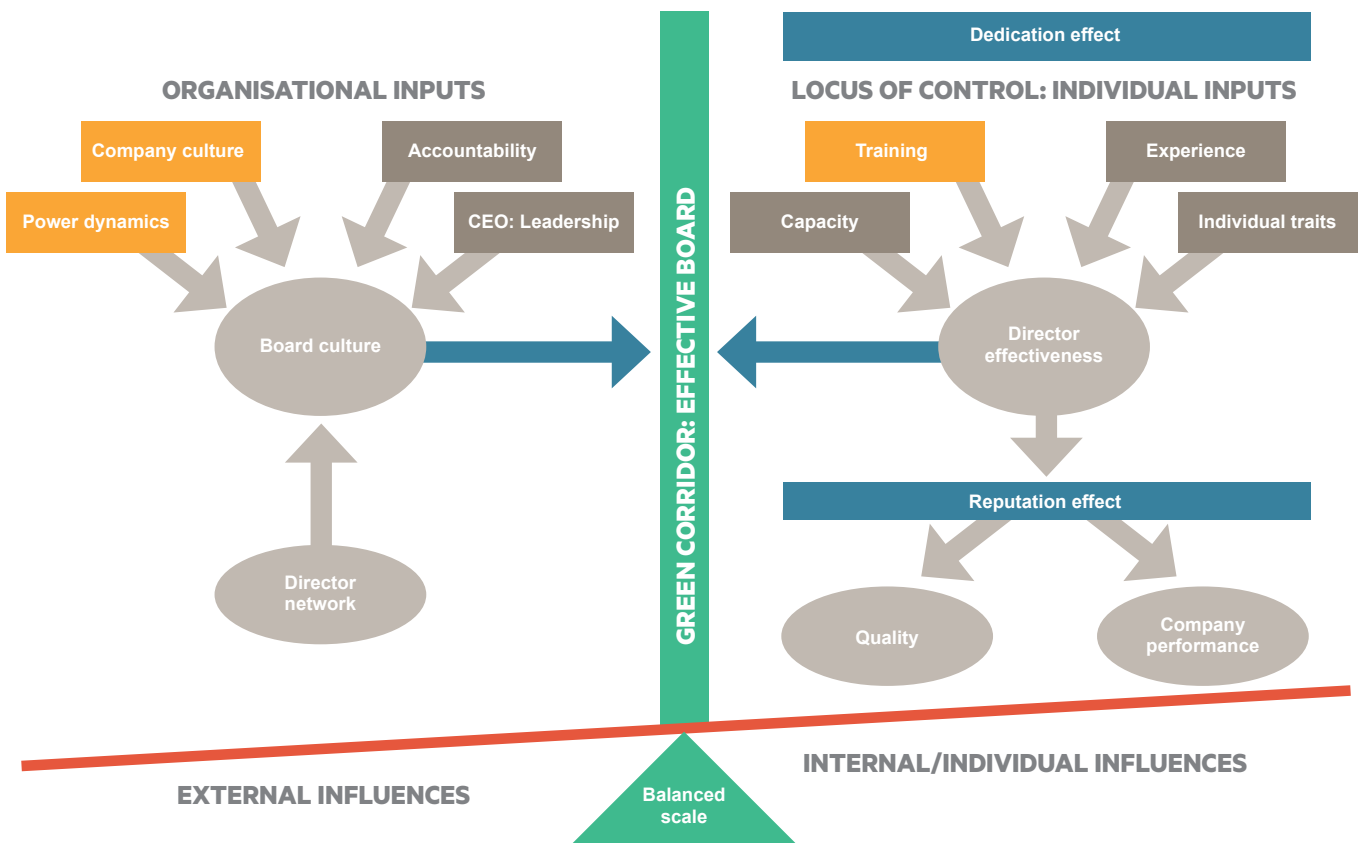 Dedication effect
ORGANISATIONAL INPUTS
LOCUS OF CONTROL: INDIVIDUAL INPUTS
Company culture
Accountability
Training
Experience
Power dynamics
CEO: Leadership
Capacity
Individual traits
GREEN CORRIDOR: EFFECTIVE BOARD
Board culture
Director
effectiveness
Reputation effect
Director
network
Quality
Company
performance
INTERNAL/INDIVIDUAL INFLUENCES
EXTERNAL INFLUENCES
Balanced
scale